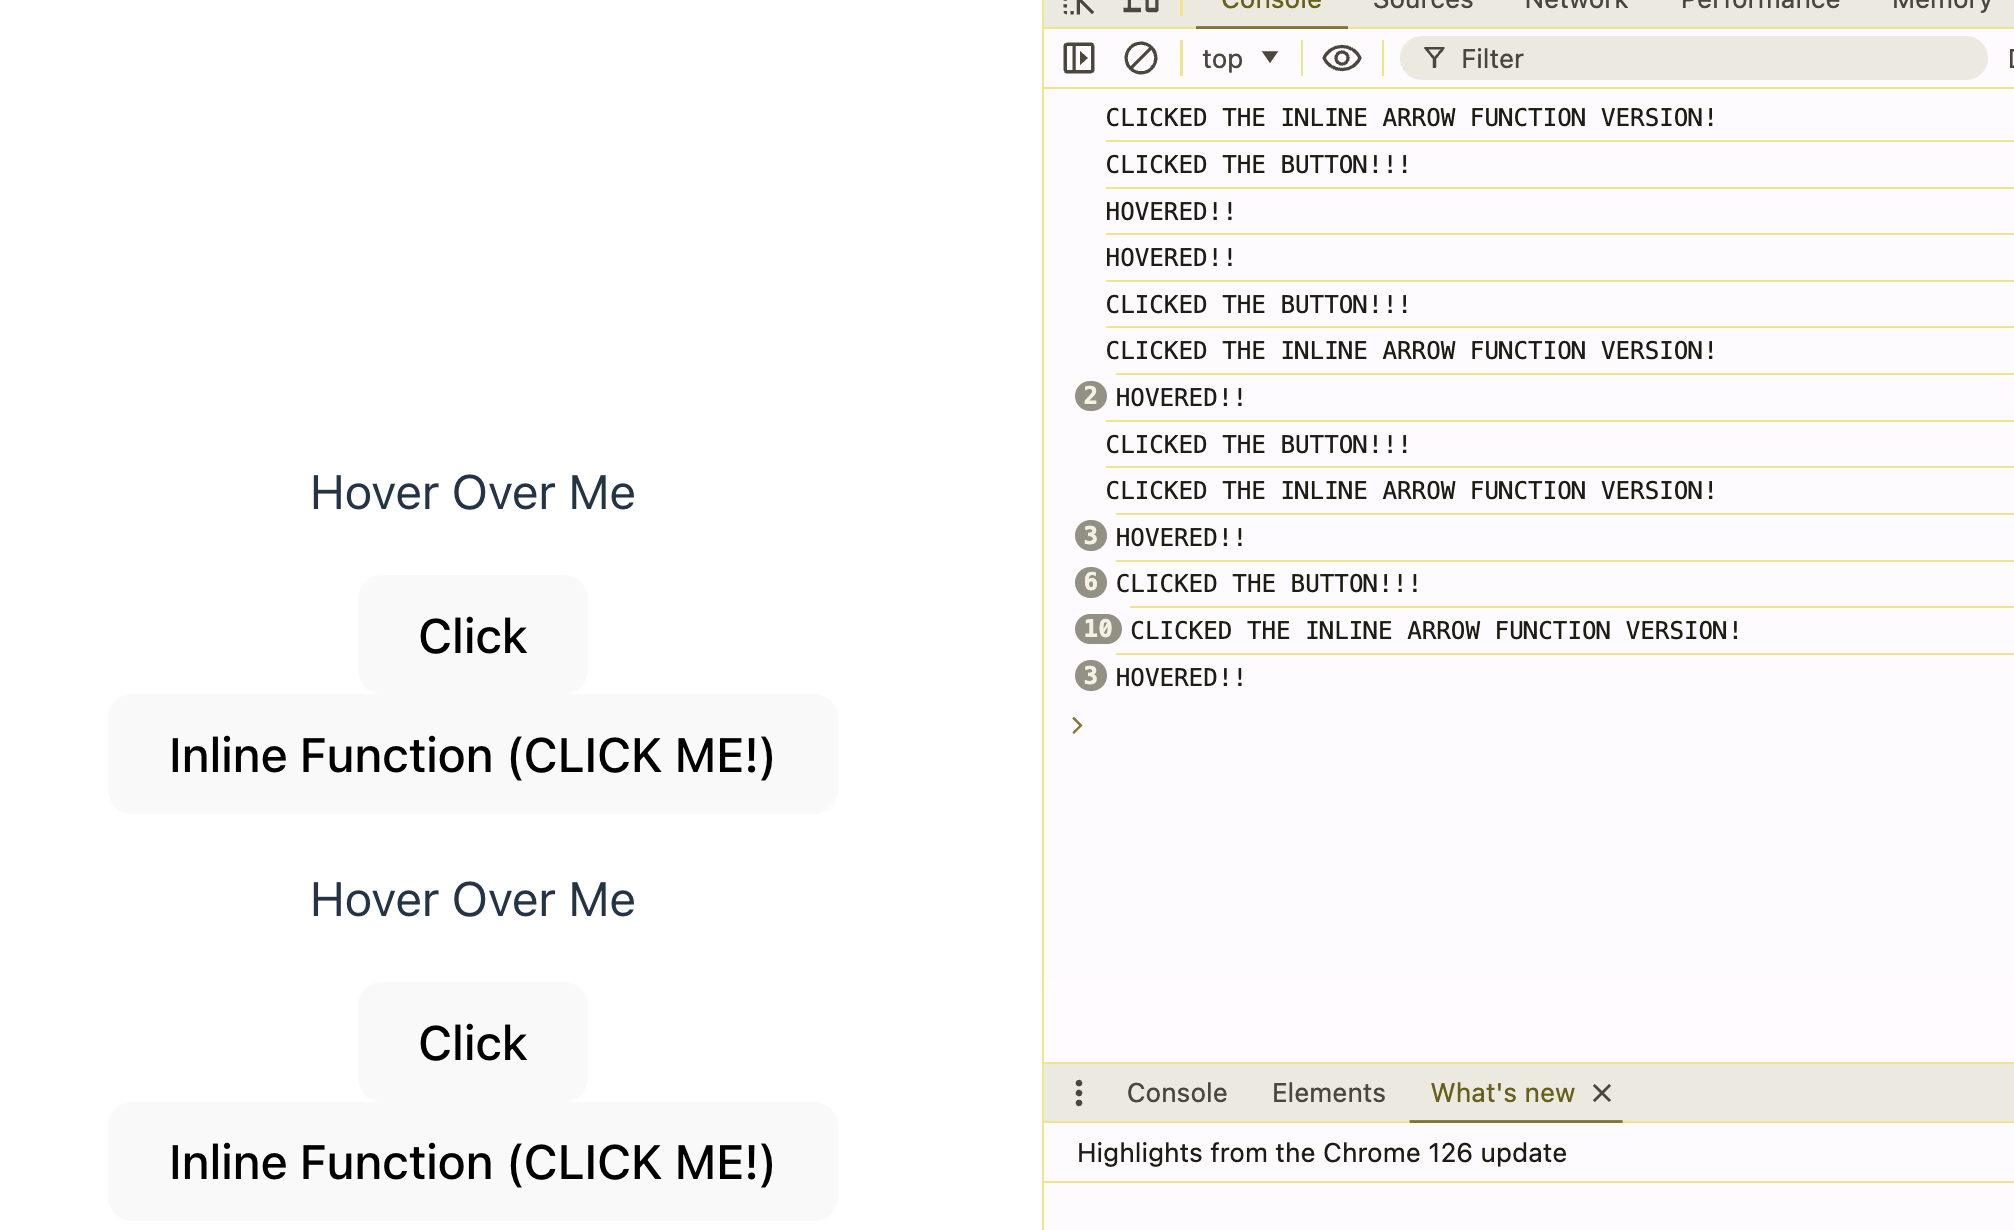 Hover Over Me
Click
Inline Function (CLICK ME!)
Hover Over Me
Click
Inline Function (CLICK ME!)
Console Sources Network Performance Memory
top Filter
CLICKED THE INLINE ARROW FUNCTION VERSION!
CLICKED THE BUTTON!!!
HOVERED!!
HOVERED!!
CLICKED THE BUTTON!!!
CLICKED THE INLINE ARROW FUNCTION VERSION!
2 HOVERED!!
CLICKED THE BUTTON!!!
CLICKED THE INLINE ARROW FUNCTION VERSION!
3 HOVERED!!
6 CLICKED THE BUTTON!!!
10 CLICKED THE INLINE ARROW FUNCTION VERSION!
3 HOVERED!!
Console Elements What's new
Highlights from the Chrome 126 update